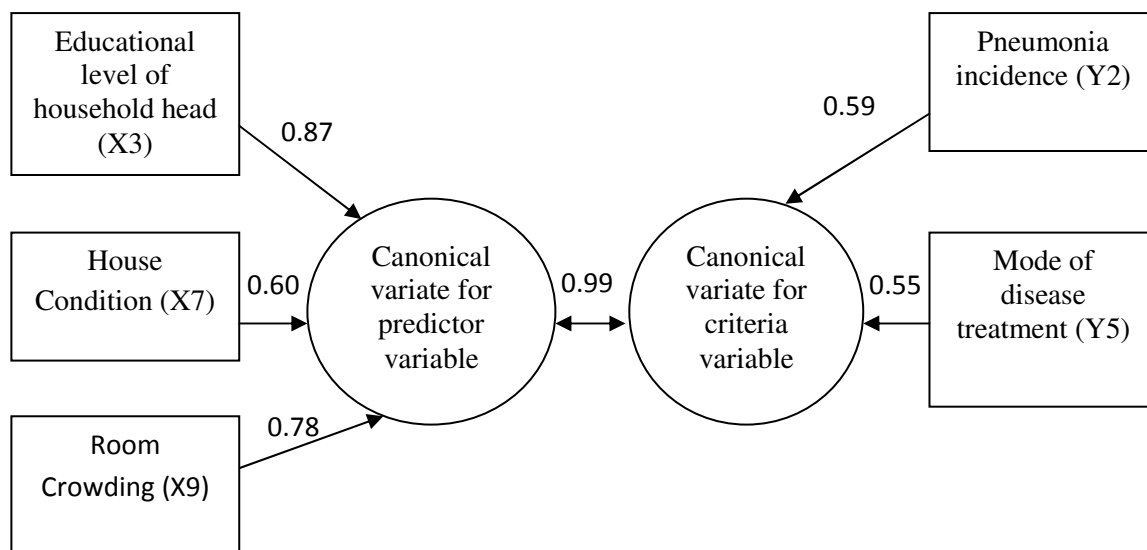 Educational
level of
household head
(X3)
0.87
House
Condition (X7)
0.60
Room
Crowding (X9)
0.78
Canonical
variate for
predictor
variable
0.99
Canonical
variate for
criteria
variable
Pneumonia
incidence (Y2)
0.59
Mode of
disease
treatment (Y5)
0.55